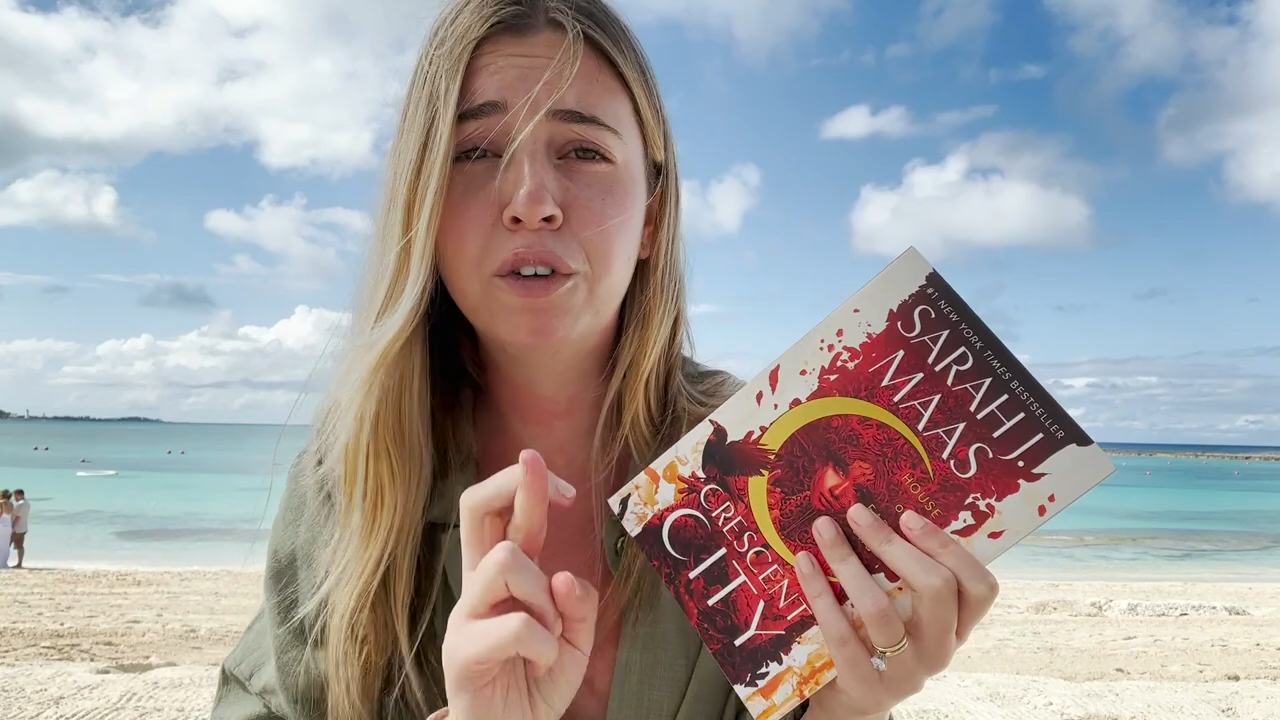 #1 NEW YORK TIMES BESTSELLER
SARAH J.
MAAS
HOUSE
CRESCENT
CITY